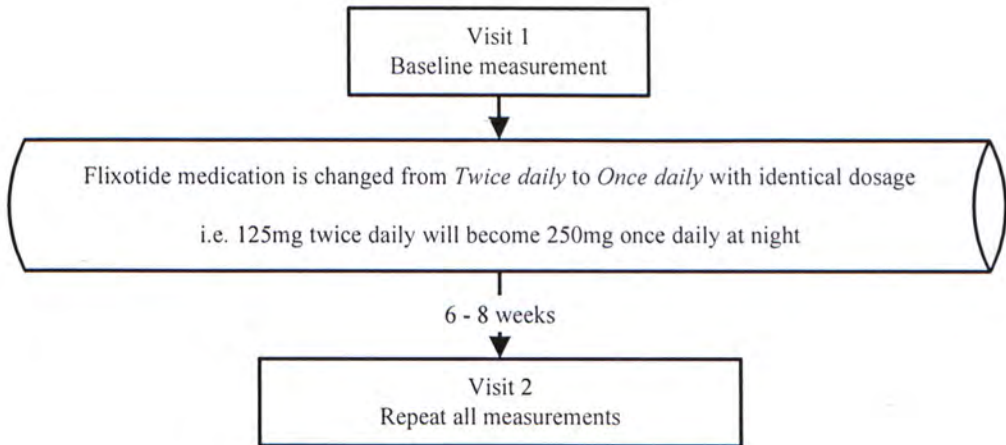 Visit 1
Baseline measurement
Flixotide medication is changed from Twice daily to Once daily with identical dosage
i.e. 125mg twice daily will become 250mg once daily at night
6 - 8 weeks
Visit 2
Repeat all measurements